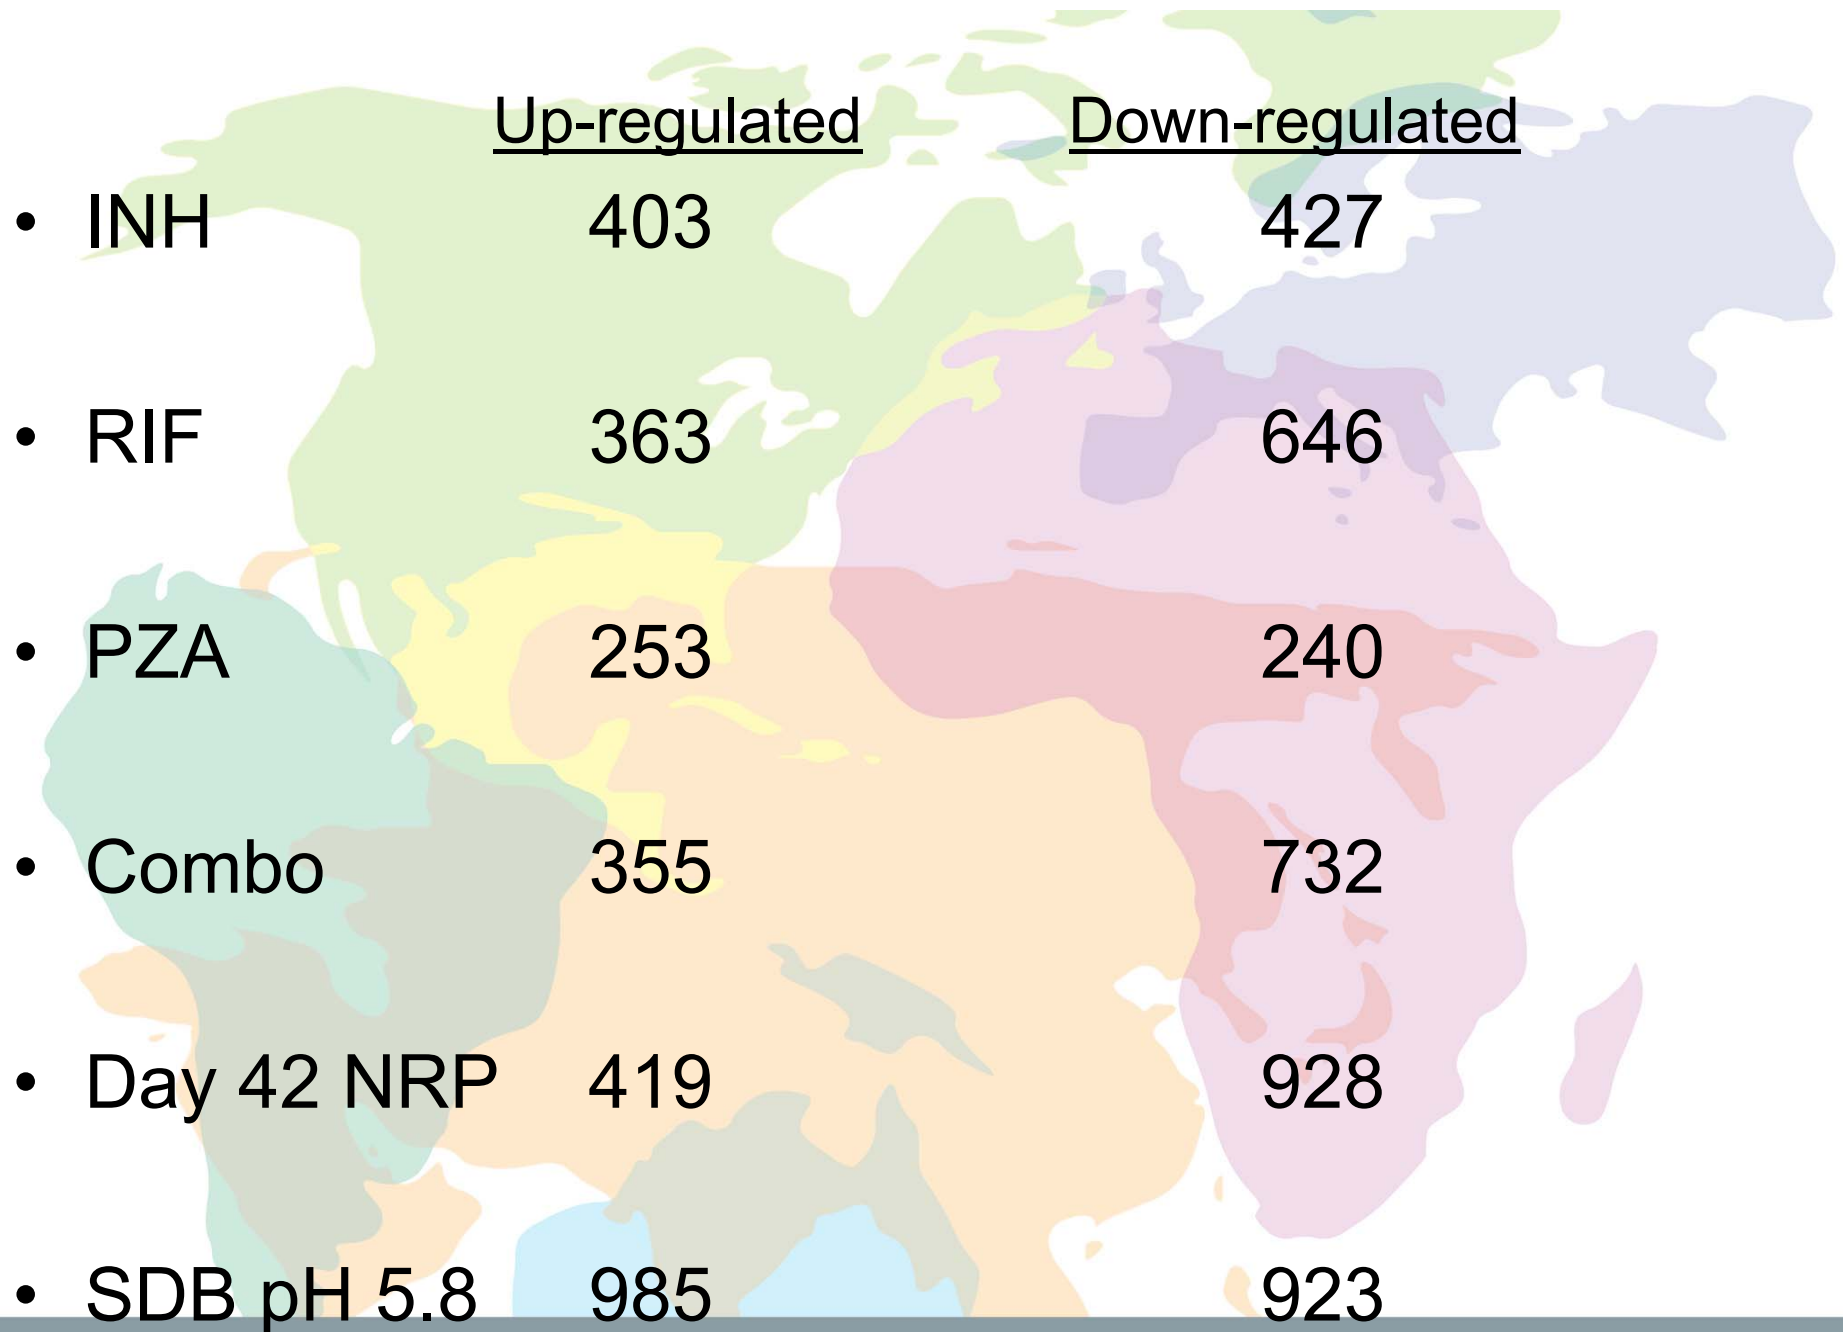 Up-regulated Down-regulated
• INH 403 427
• RIF 363 646
• PZA 253 240
• Combo 355 732
• Day 42 NRP 419 928
• SDB pH 5.8 985 923